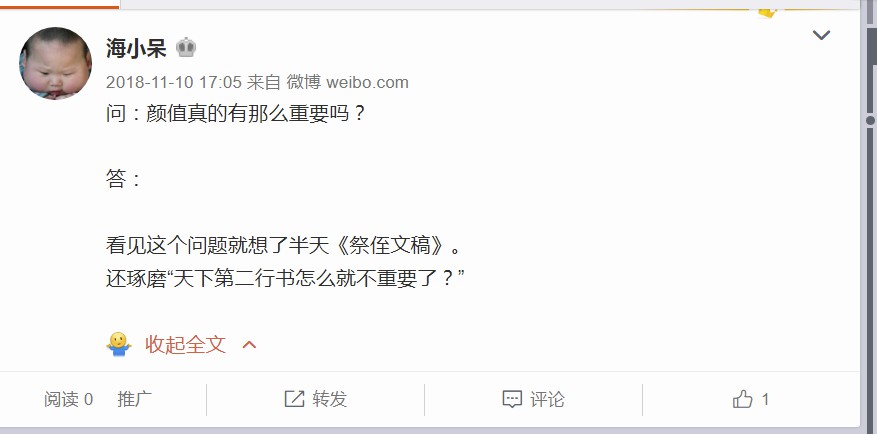 海小呆
2018-11-10 17:05 来自 微博 weibo.com
问：颜值真的有那么重要吗？
答：
看见这个问题就想了半天《祭侄文稿》。
还琢磨“天下第二行书怎么就不重要了？”
收起全文
阅读 0 推广 转发 评论 1